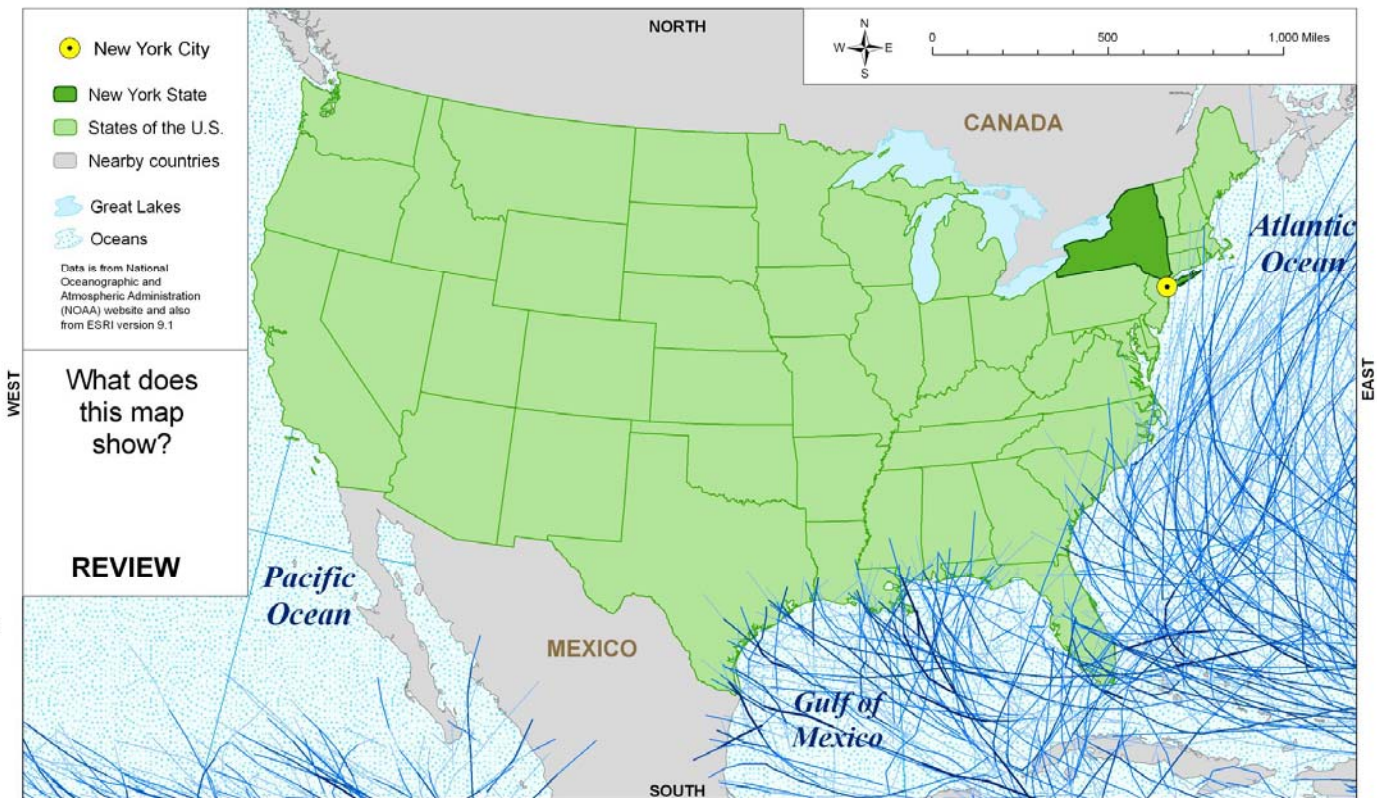 New York City
New York State
States of the U.S.
Nearby countries
Great Lakes
Oceans
Data is from National
Oceanographic and
Atmospheric Administration
(NOAA) website and also
from ESRI version 9.1
What does
this map
show?
REVIEW
WEST
NORTH
N
W E
S
0 500 1,000 Miles
CANADA
Atlantic
Ocean
EAST
Pacific
Ocean
MEXICO
Gulf of
Mexico
SOUTH